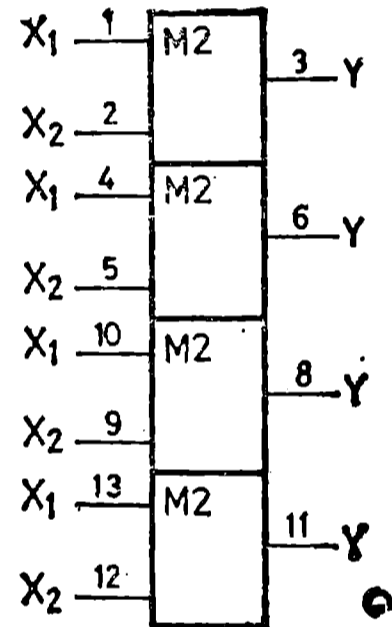 X₁ 1 M2
3 Y
X₂ 2
X₁ 4 M2
6 Y
X₂ 5
X₁ 10 M2
8 Y
X₂ 9
X₁ 13 M2
11 Y
X₂ 12